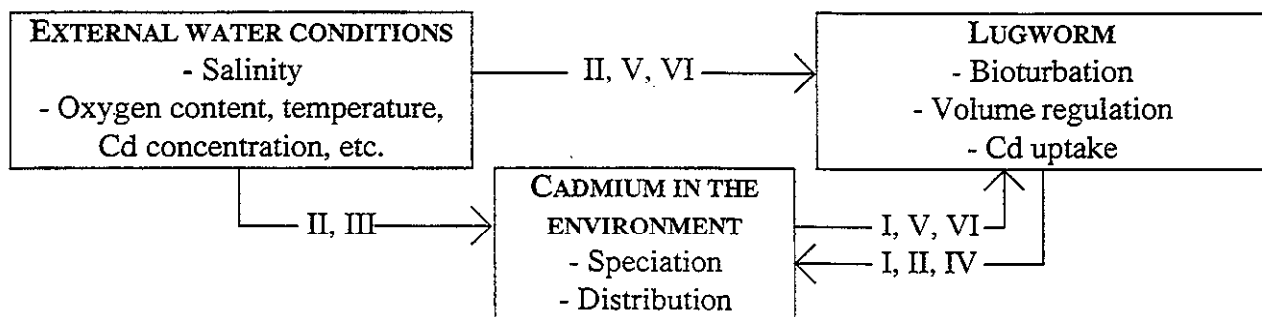 EXTERNAL WATER CONDITIONS
- Salinity
- Oxygen content, temperature,
Cd concentration, etc.
II, V, VI
LUGWORM
- Bioturbation
- Volume regulation
- Cd uptake
II, III
CADMIUM IN THE
ENVIRONMENT
- Speciation
- Distribution
I, V, VI
I, II, IV